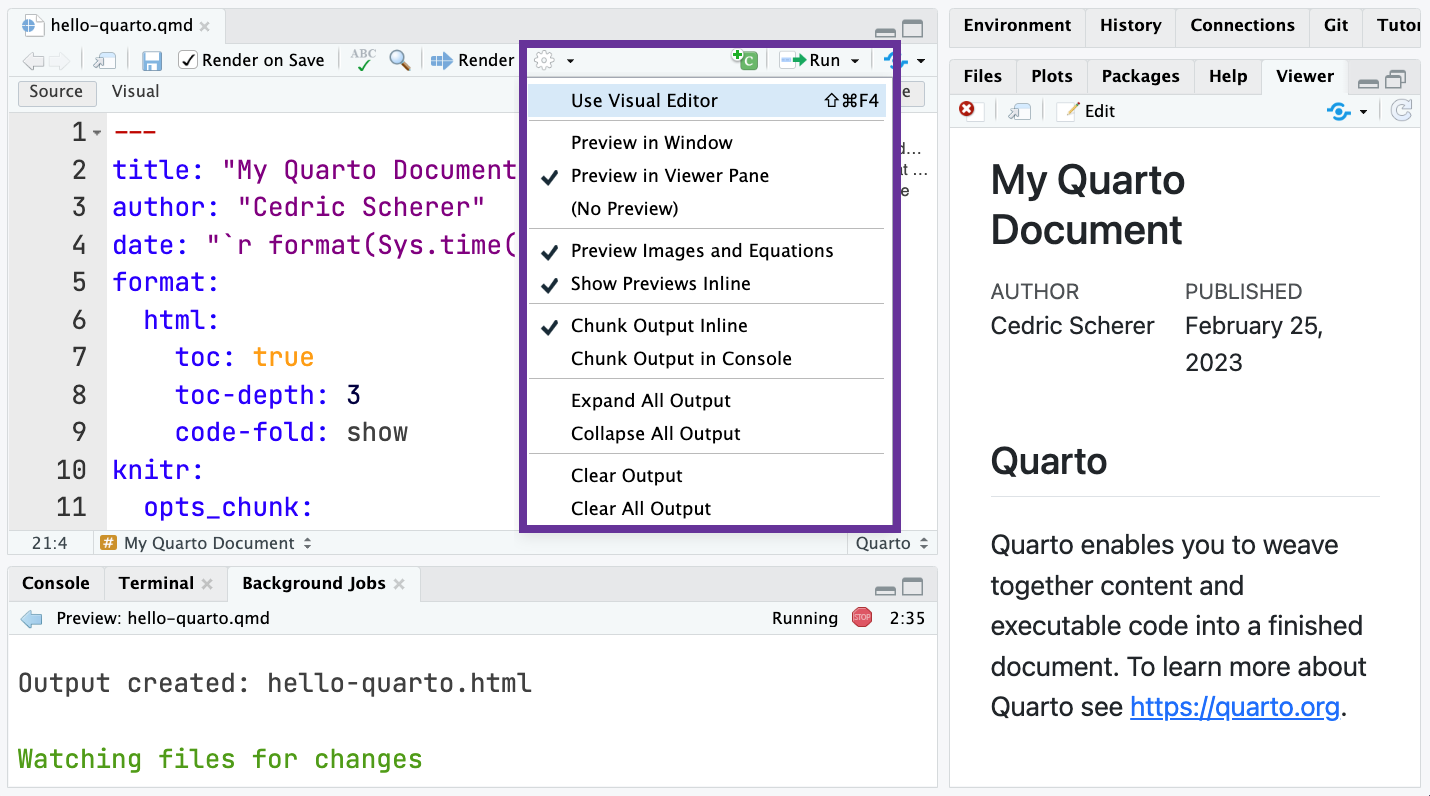 hello-quarto.qmd
Render on Save
ABC
Render
C
Run
Source
Visual
e
1
---
2
title: "My Quarto Document
3
author: "Cedric Scherer"
4
date: "`r format(Sys.time(
5
format:
6
html:
7
toc: true
8
toc-depth: 3
9
code-fold: show
10
knitr:
11
opts_chunk:
Use Visual Editor ⇧⌘F4
Preview in Window
Preview in Viewer Pane
(No Preview)
Preview Images and Equations
Show Previews Inline
Chunk Output Inline
Chunk Output in Console
Expand All Output
Collapse All Output
Clear Output
Clear All Output
21:4
# My Quarto Document
Quarto
Console
Terminal
Background Jobs
Preview: hello-quarto.qmd
Running
STOP
2:35
Output created: hello-quarto.html
Watching files for changes
Environment
History
Connections
Git
Tutor
Files
Plots
Packages
Help
Viewer
Edit
My Quarto
Document
AUTHOR
Cedric Scherer
PUBLISHED
February 25,
2023
Quarto
Quarto enables you to weave
together content and
executable code into a finished
document. To learn more about
Quarto see https://quarto.org.